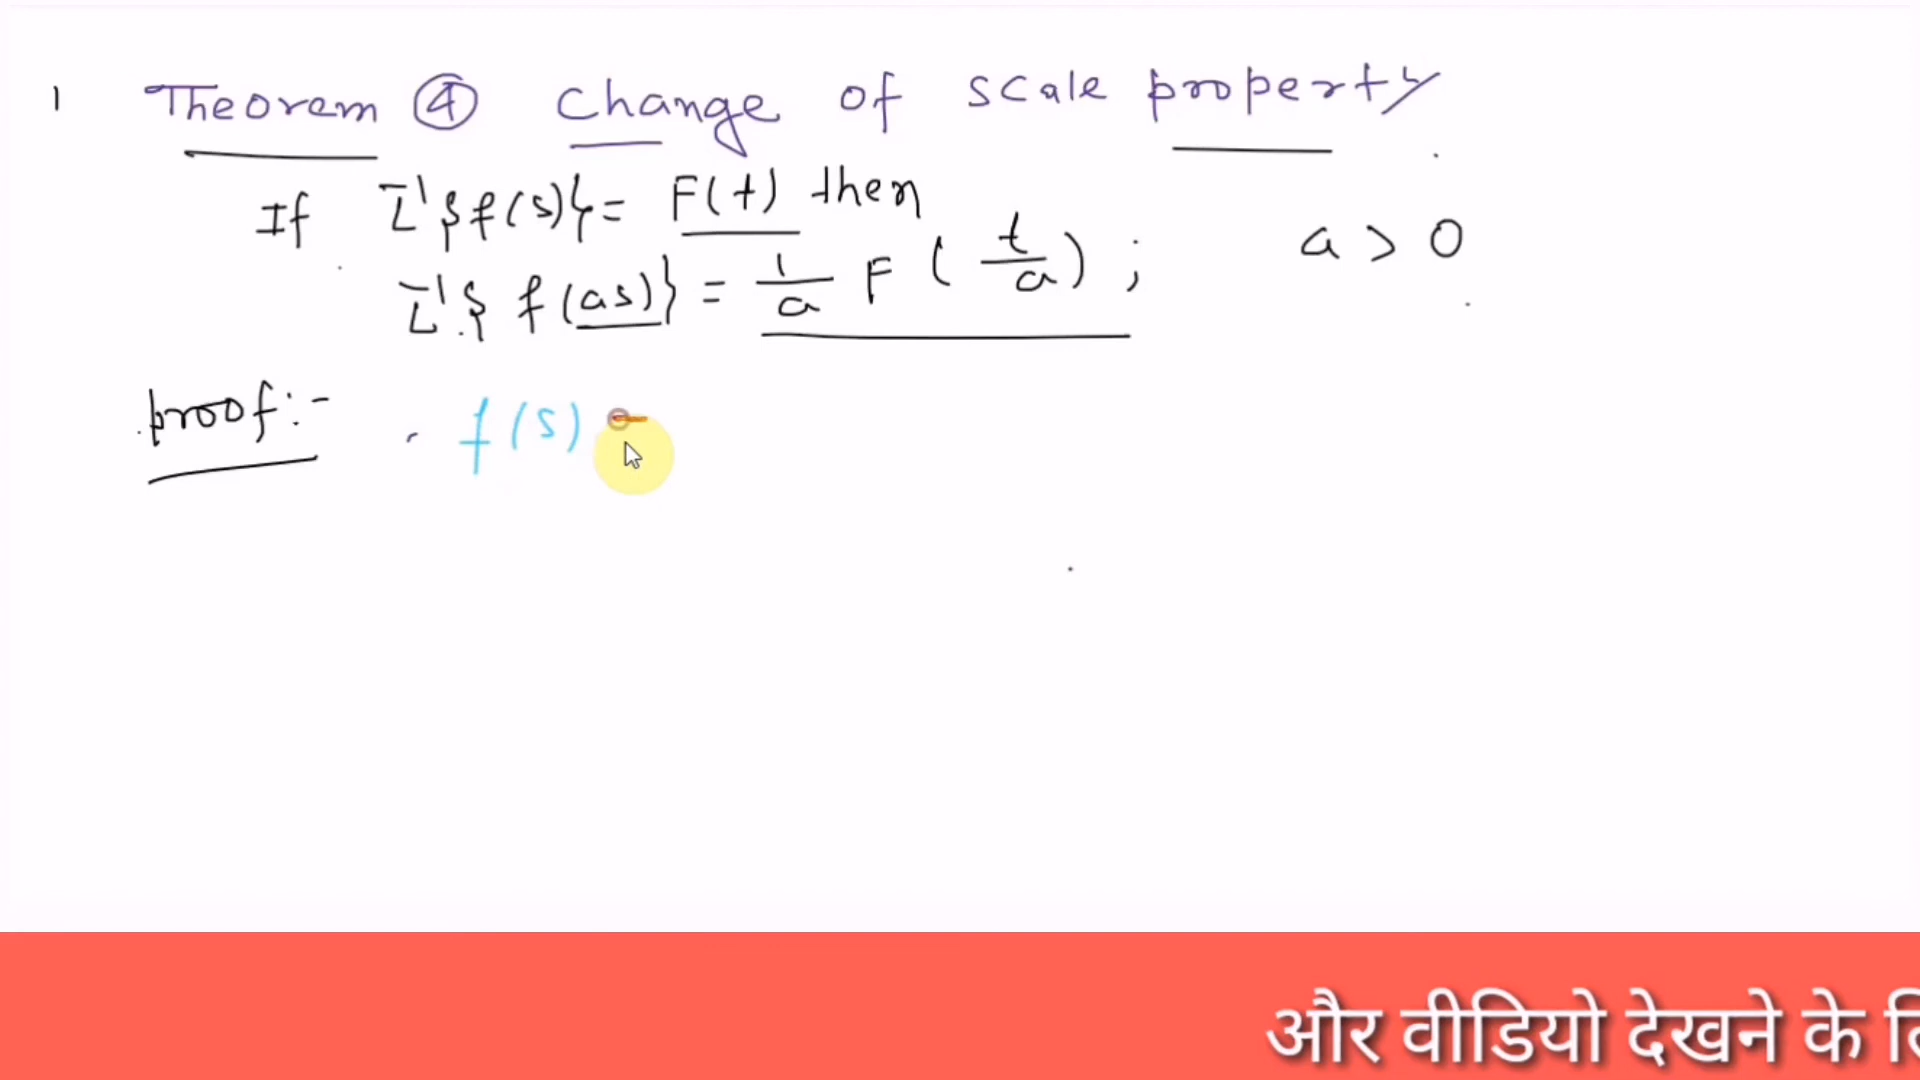 1 Theorem ④ Change of scale property
If L⁻¹{f(s)} = F(t) then
L⁻¹{f(as)} = 1/a F(t/a); a > 0
proof:- f(s) =
और वीडियो देखने के